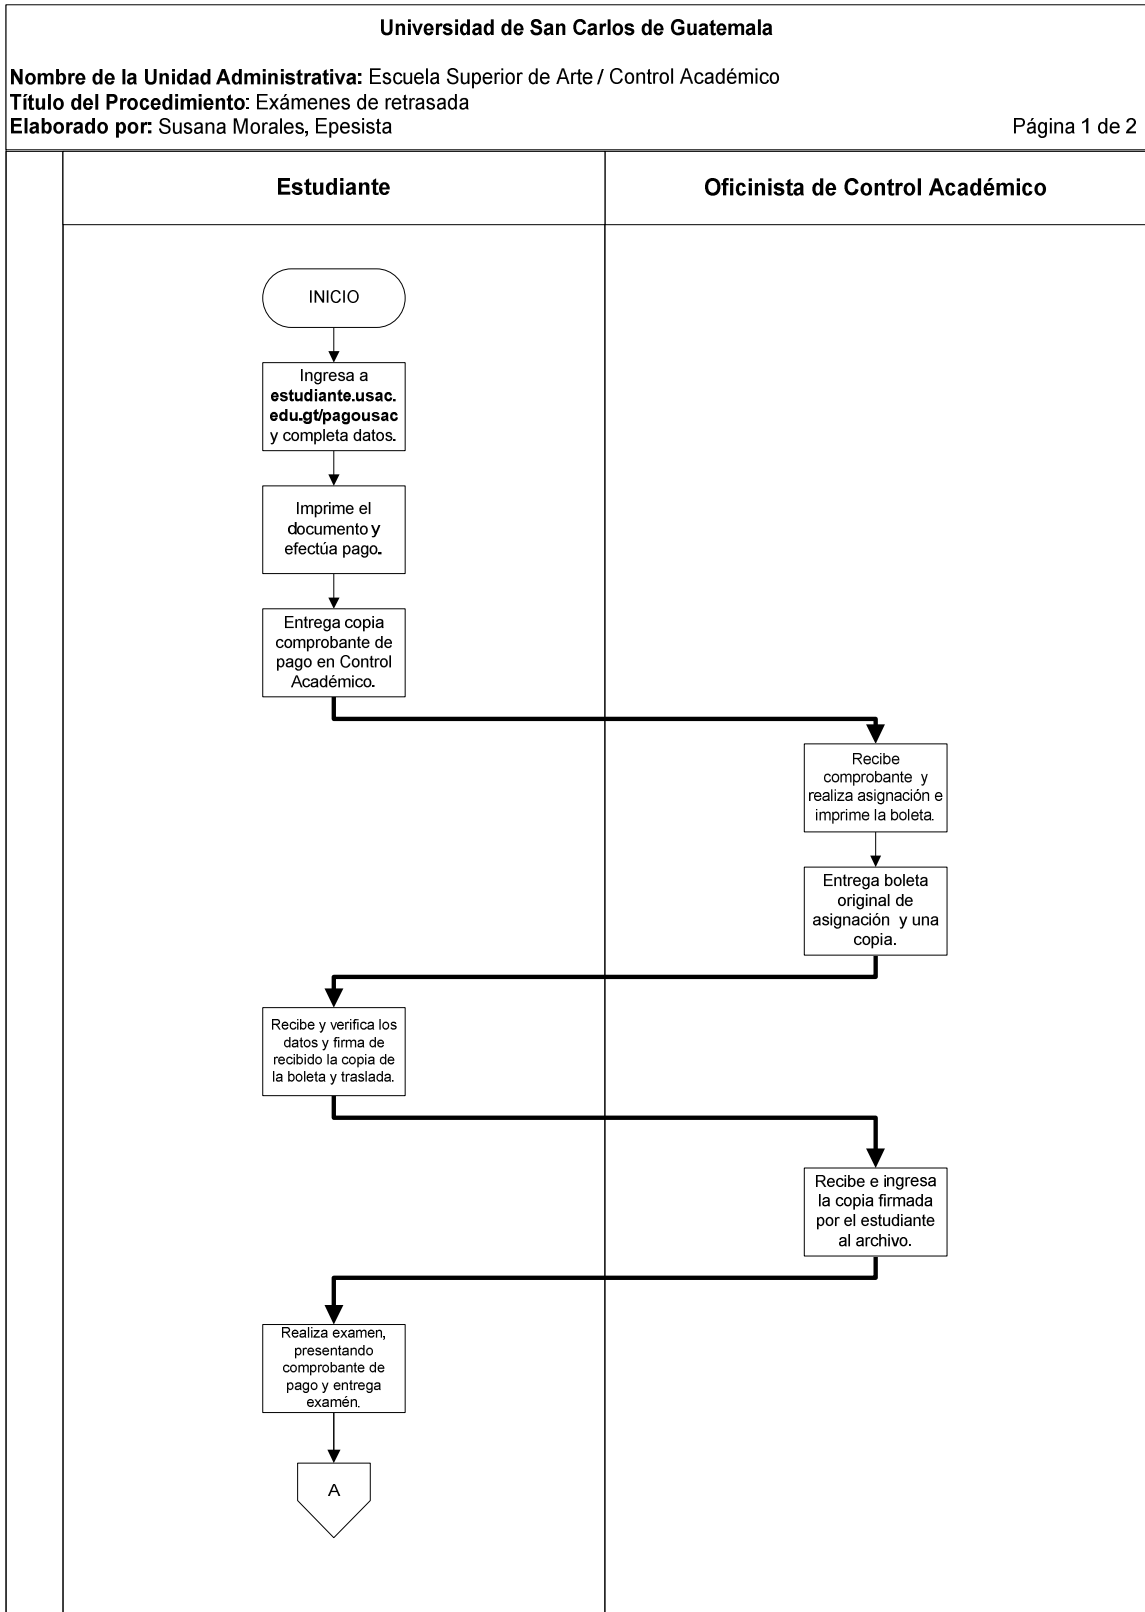 Universidad de San Carlos de Guatemala
Nombre de la Unidad Administrativa: Escuela Superior de Arte / Control Académico
Título del Procedimiento: Exámenes de retrasada
Elaborado por: Susana Morales, Epesista
Página 1 de 2
Estudiante
Oficinista de Control Académico
INICIO
Ingresa a
estudiante.usac.
edu.gt/pagousac
y completa datos.
Imprime el
documento y
efectúa pago.
Entrega copia
comprobante de
pago en Control
Académico.
Recibe
comprobante y
realiza asignación e
imprime la boleta.
Entrega boleta
original de
asignación y una
copia.
Recibe y verifica los
datos y firma de
recibido la copia de
la boleta y traslada.
Recibe e ingresa
la copia firmada
por el estudiante
al archivo.
Realiza examen,
presentando
comprobante de
pago y entrega
examén.
A